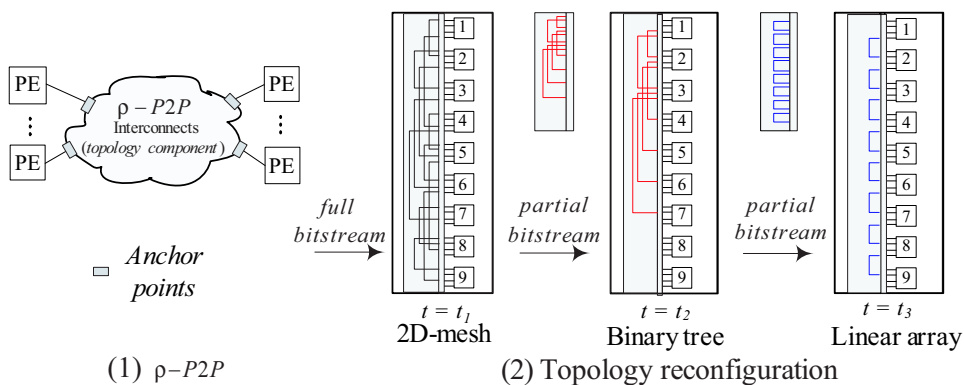 PE
PE
ρ – P2P
Interconnects
(topology component)
PE
PE
Anchor
points
(1) ρ–P2P
full
bitstream
1
2
3
4
5
6
7
8
9
t = t1
2D-mesh
partial
bitstream
1
2
3
4
5
6
7
8
9
t = t2
Binary tree
partial
bitstream
1
2
3
4
5
6
7
8
9
t = t3
Linear array
(2) Topology reconfiguration